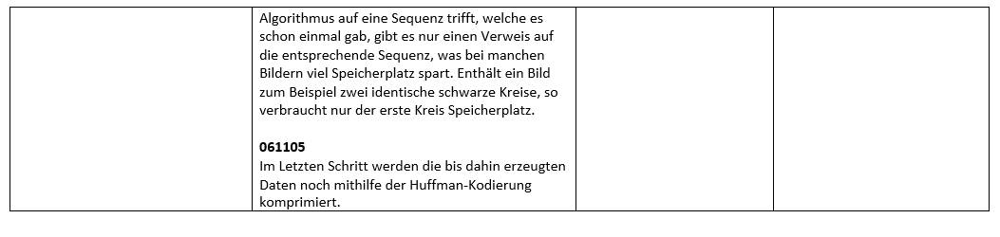 Algorithmus auf eine Sequenz trifft, welche es
schon einmal gab, gibt es nur einen Verweis auf
die entsprechende Sequenz, was bei manchen
Bildern viel Speicherplatz spart. Enthält ein Bild
zum Beispiel zwei identische schwarze Kreise, so
verbraucht nur der erste Kreis Speicherplatz.
061105
Im Letzten Schritt werden die bis dahin erzeugten
Daten noch mithilfe der Huffman-Kodierung
komprimiert.